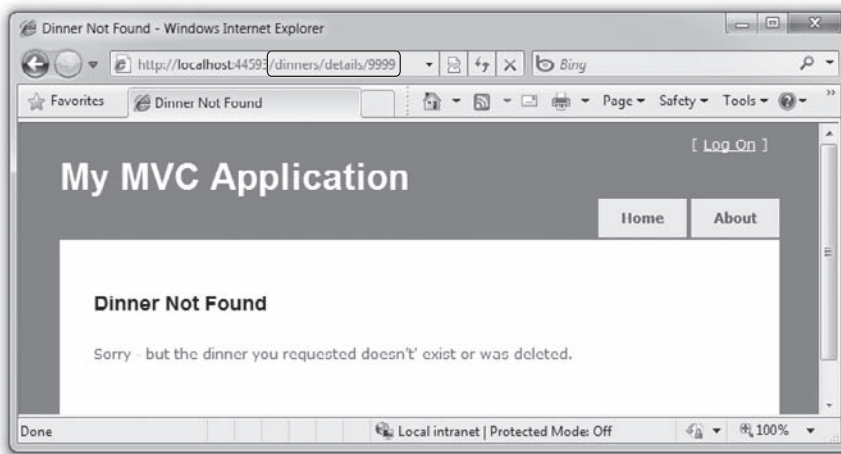 Dinner Not Found - Windows Internet Explorer
http://localhost:44593/dinners/details/9999
Bing
Favorites
Dinner Not Found
Page
Safety
Tools
[ Log On ]
My MVC Application
Home
About
Dinner Not Found
Sorry - but the dinner you requested doesn't' exist or was deleted.
Done
Local intranet | Protected Mode: Off
100%